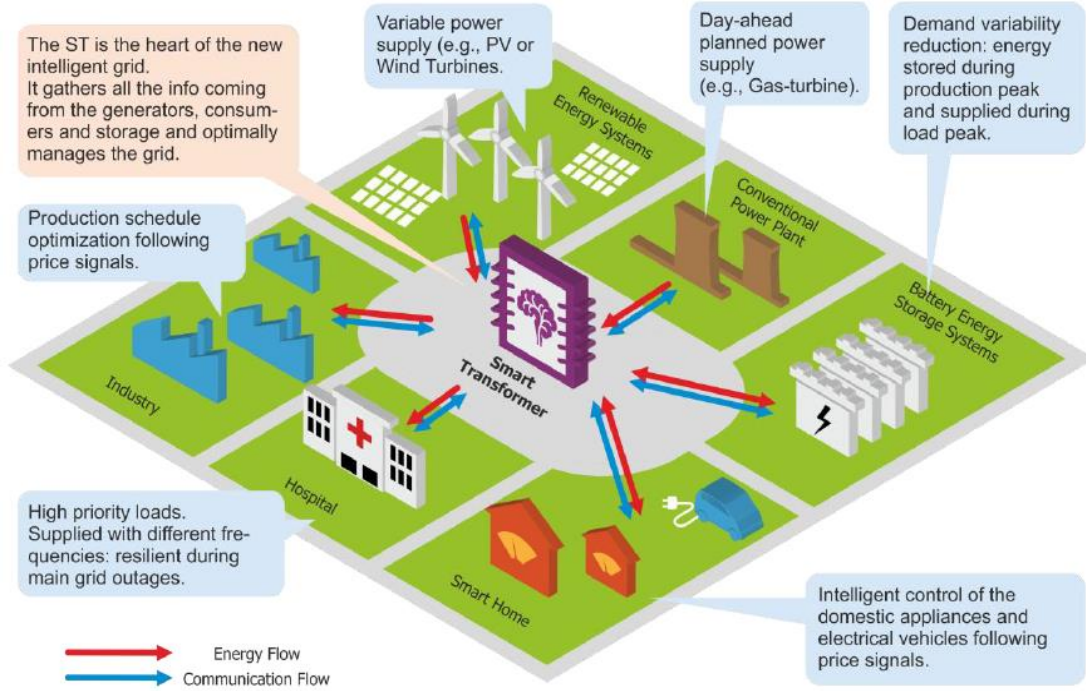 The ST is the heart of the new
intelligent grid.
It gathers all the info coming
from the generators, consum-
ers and storage and optimally
manages the grid.
Variable power
supply (e.g., PV or
Wind Turbines.
Day-ahead
planned power
supply
(e.g., Gas-turbine).
Demand variability
reduction: energy
stored during
production peak
and supplied during
load peak.
Renewable
Energy Systems
Conventional
Power Plant
Battery Energy
Storage Systems
Production schedule
optimization following
price signals.
Industry
Smart
Transformer
Hospital
High priority loads.
Supplied with different fre-
quencies: resilient during
main grid outages.
Smart Home
Intelligent control of the
domestic appliances and
electrical vehicles following
price signals.
Energy Flow
Communication Flow